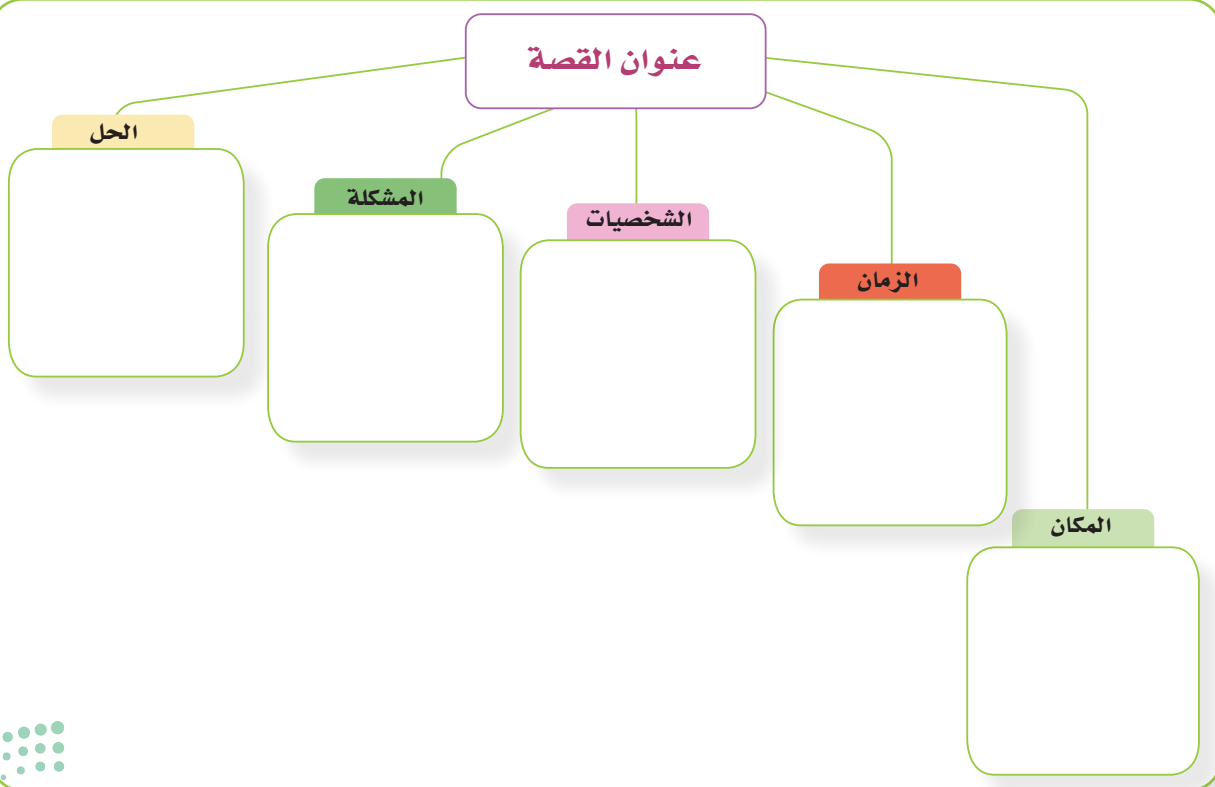 عنوان القصة
الحل
المشكلة
الشخصيات
الزمان
المكان